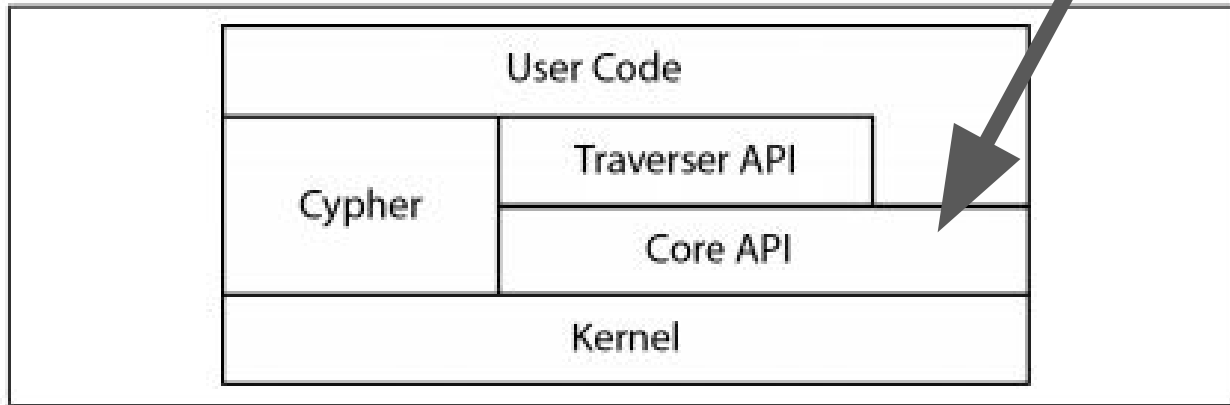 User Code
Traverser API
Cypher
Core API
Kernel